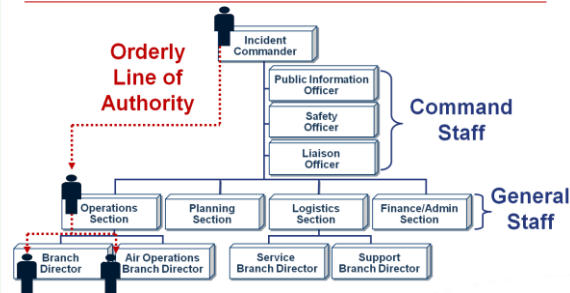 Incident
Commander
Orderly
Line of
Authority
Public Information
Officer
Safety
Officer
Liaison
Officer
Command
Staff
Operations
Section
Planning
Section
Logistics
Section
Finance/Admin
Section
General
Staff
Branch
Director
Air Operations
Branch Director
Service
Branch Director
Support
Branch Director